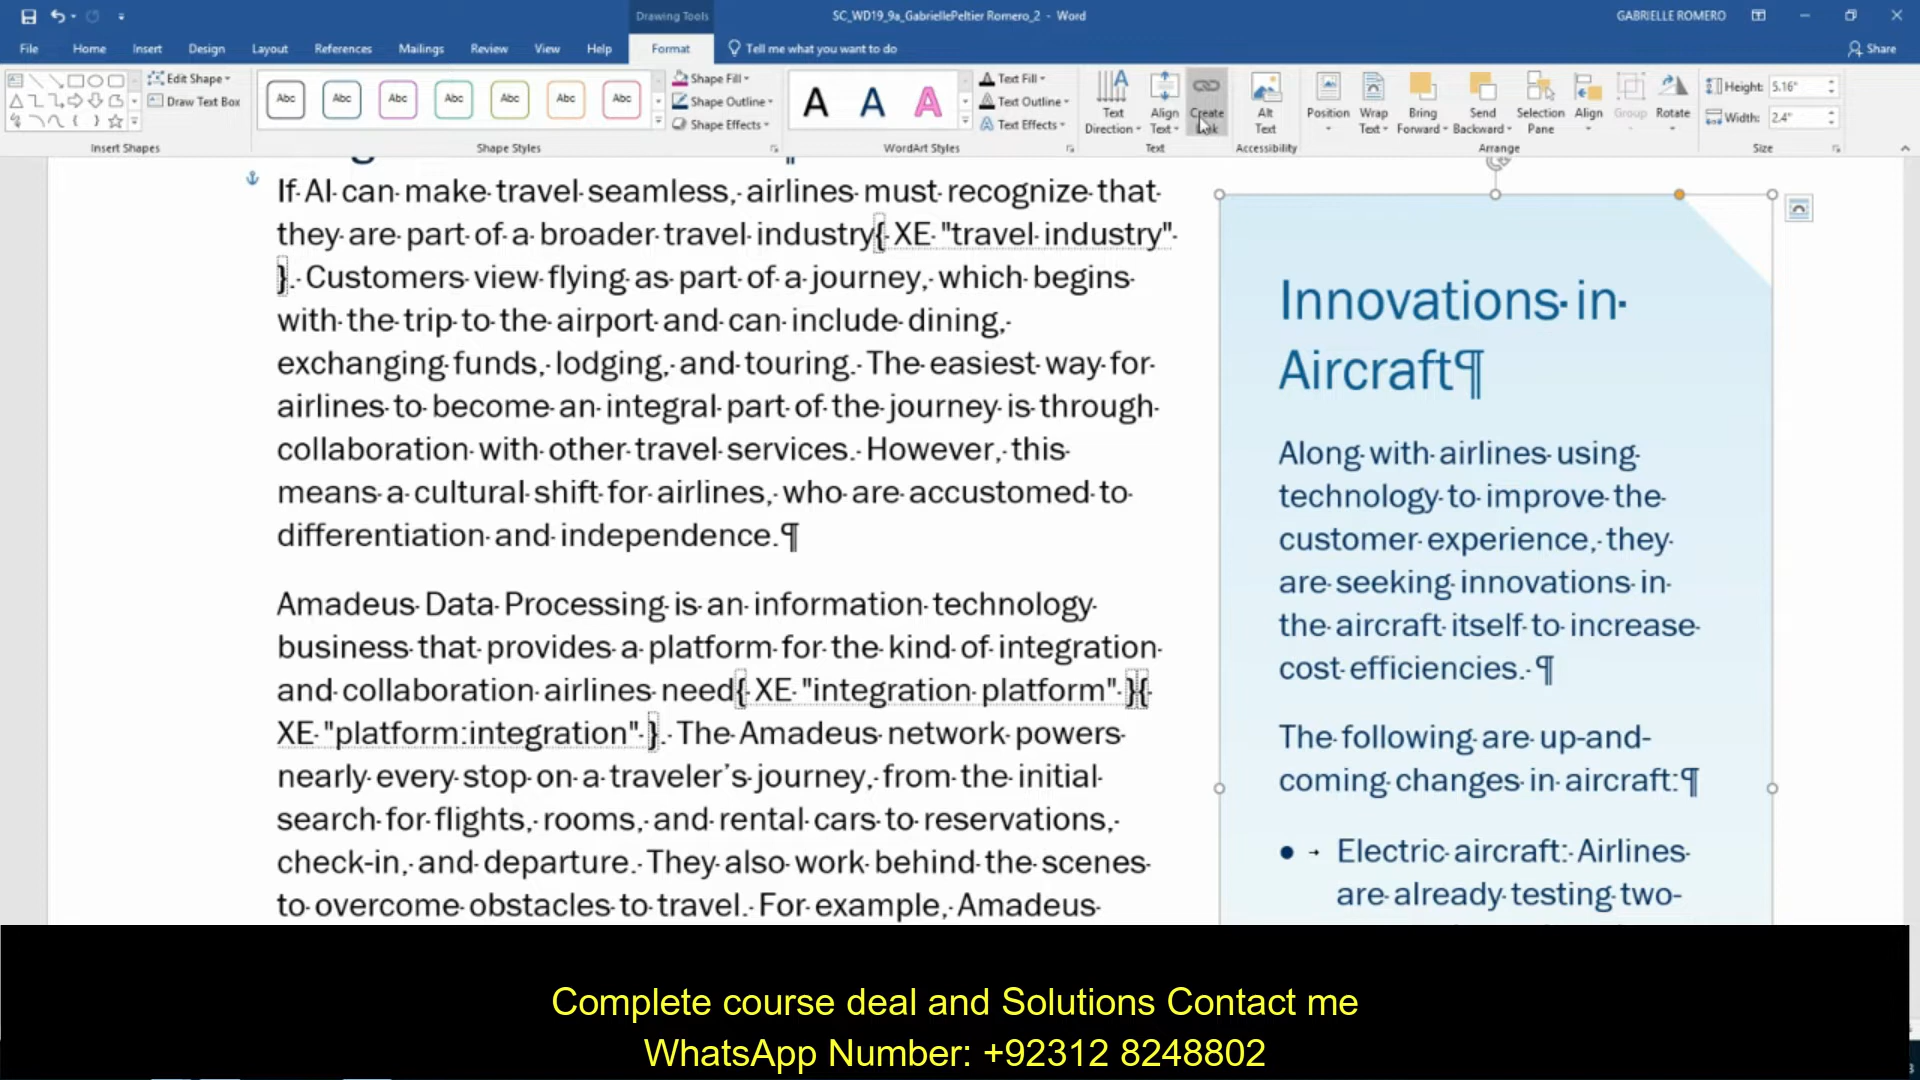 Drawing Tools
SC_WD19_9a_GabriellePeltier Romero_2 - Word
GABRIELLE ROMERO
File Home Insert Design Layout References Mailings Review View Help Format Tell me what you want to do Share
Edit Shape
Draw Text Box
Insert Shapes
Abc Abc Abc Abc Abc Abc Abc
Shape Fill
Shape Outline
Shape Effects
Shape Styles
A A A
WordArt Styles
Text Fill
Text Outline
Text Effects
Text Direction
Align Text
Create
Text
Alt Text
Accessibility
Position
Wrap Text
Bring Forward
Send Backward
Selection Pane
Align
Group
Rotate
Arrange
Height: 5.16"
Width: 2.4"
Size
If AI can make travel seamless, airlines must recognize that
they are part of a broader travel industry{ XE "travel industry"
}. Customers view flying as part of a journey, which begins
with the trip to the airport and can include dining,
exchanging funds, lodging, and touring. The easiest way for
airlines to become an integral part of the journey is through
collaboration with other travel services. However, this
means a cultural shift for airlines, who are accustomed to
differentiation and independence.¶
Amadeus Data Processing is an information technology
business that provides a platform for the kind of integration
and collaboration airlines need{ XE "integration platform" }{
XE "platform:integration" }. The Amadeus network powers
nearly every stop on a traveler's journey, from the initial
search for flights, rooms, and rental cars to reservations,
check-in, and departure. They also work behind the scenes
to overcome obstacles to travel. For example, Amadeus
Innovations in
Aircraft¶
Along with airlines using
technology to improve the
customer experience, they
are seeking innovations in
the aircraft itself to increase
cost efficiencies. ¶
The following are up-and-
coming changes in aircraft:¶
● → Electric aircraft: Airlines
are already testing two-
Complete course deal and Solutions Contact me
WhatsApp Number: +92312 8248802